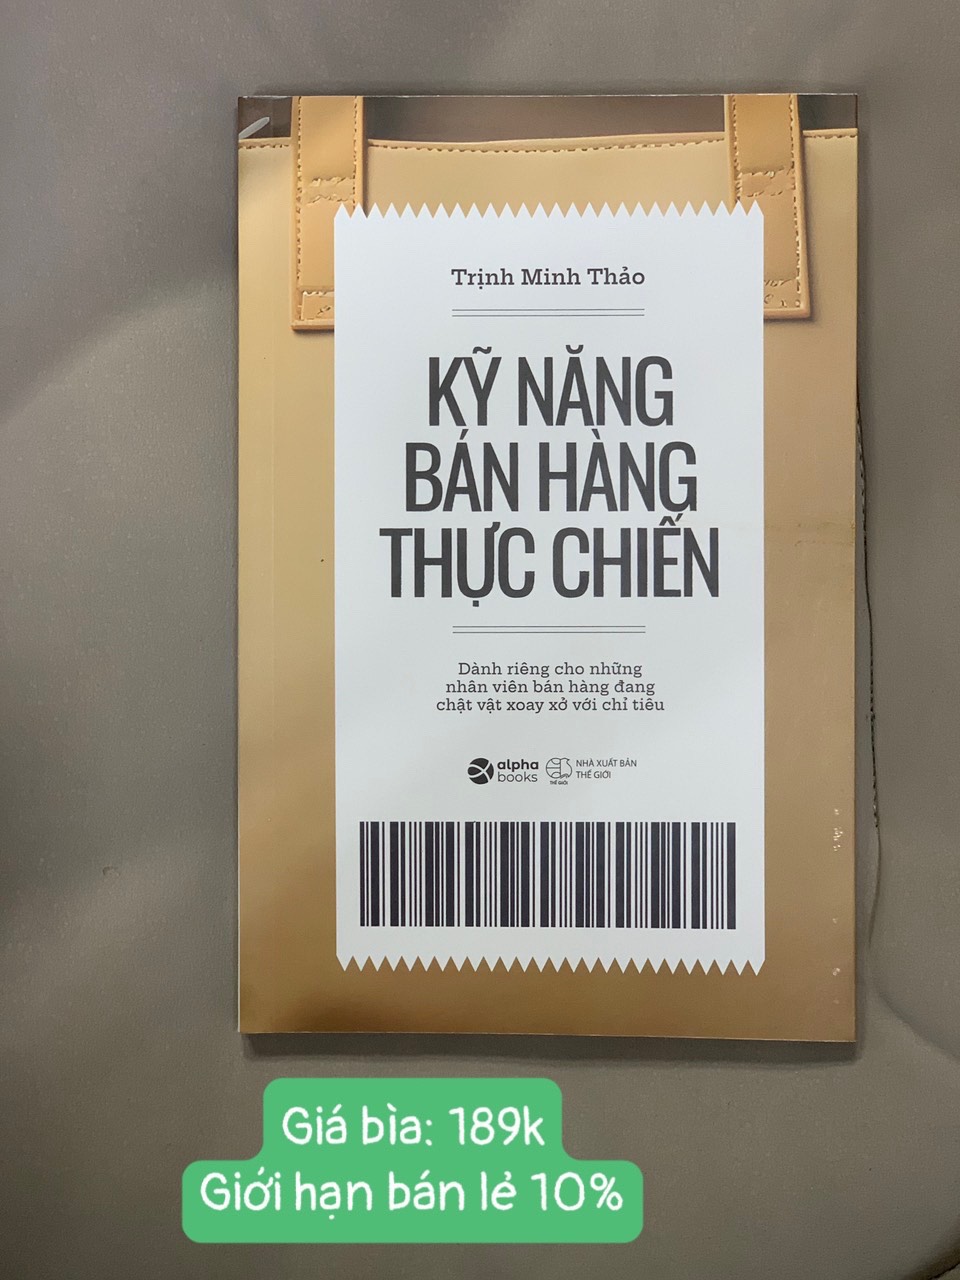 Trịnh Minh Thảo
KỸ NĂNG
BÁN HÀNG
THỰC CHIẾN
Dành riêng cho những
nhân viên bán hàng đang
chật vật xoay xở với chỉ tiêu
alpha
books
THẾ GIỚI
NHÀ XUẤT BẢN
THẾ GIỚI
Giá bìa: 189k
Giới hạn bán lẻ 10%